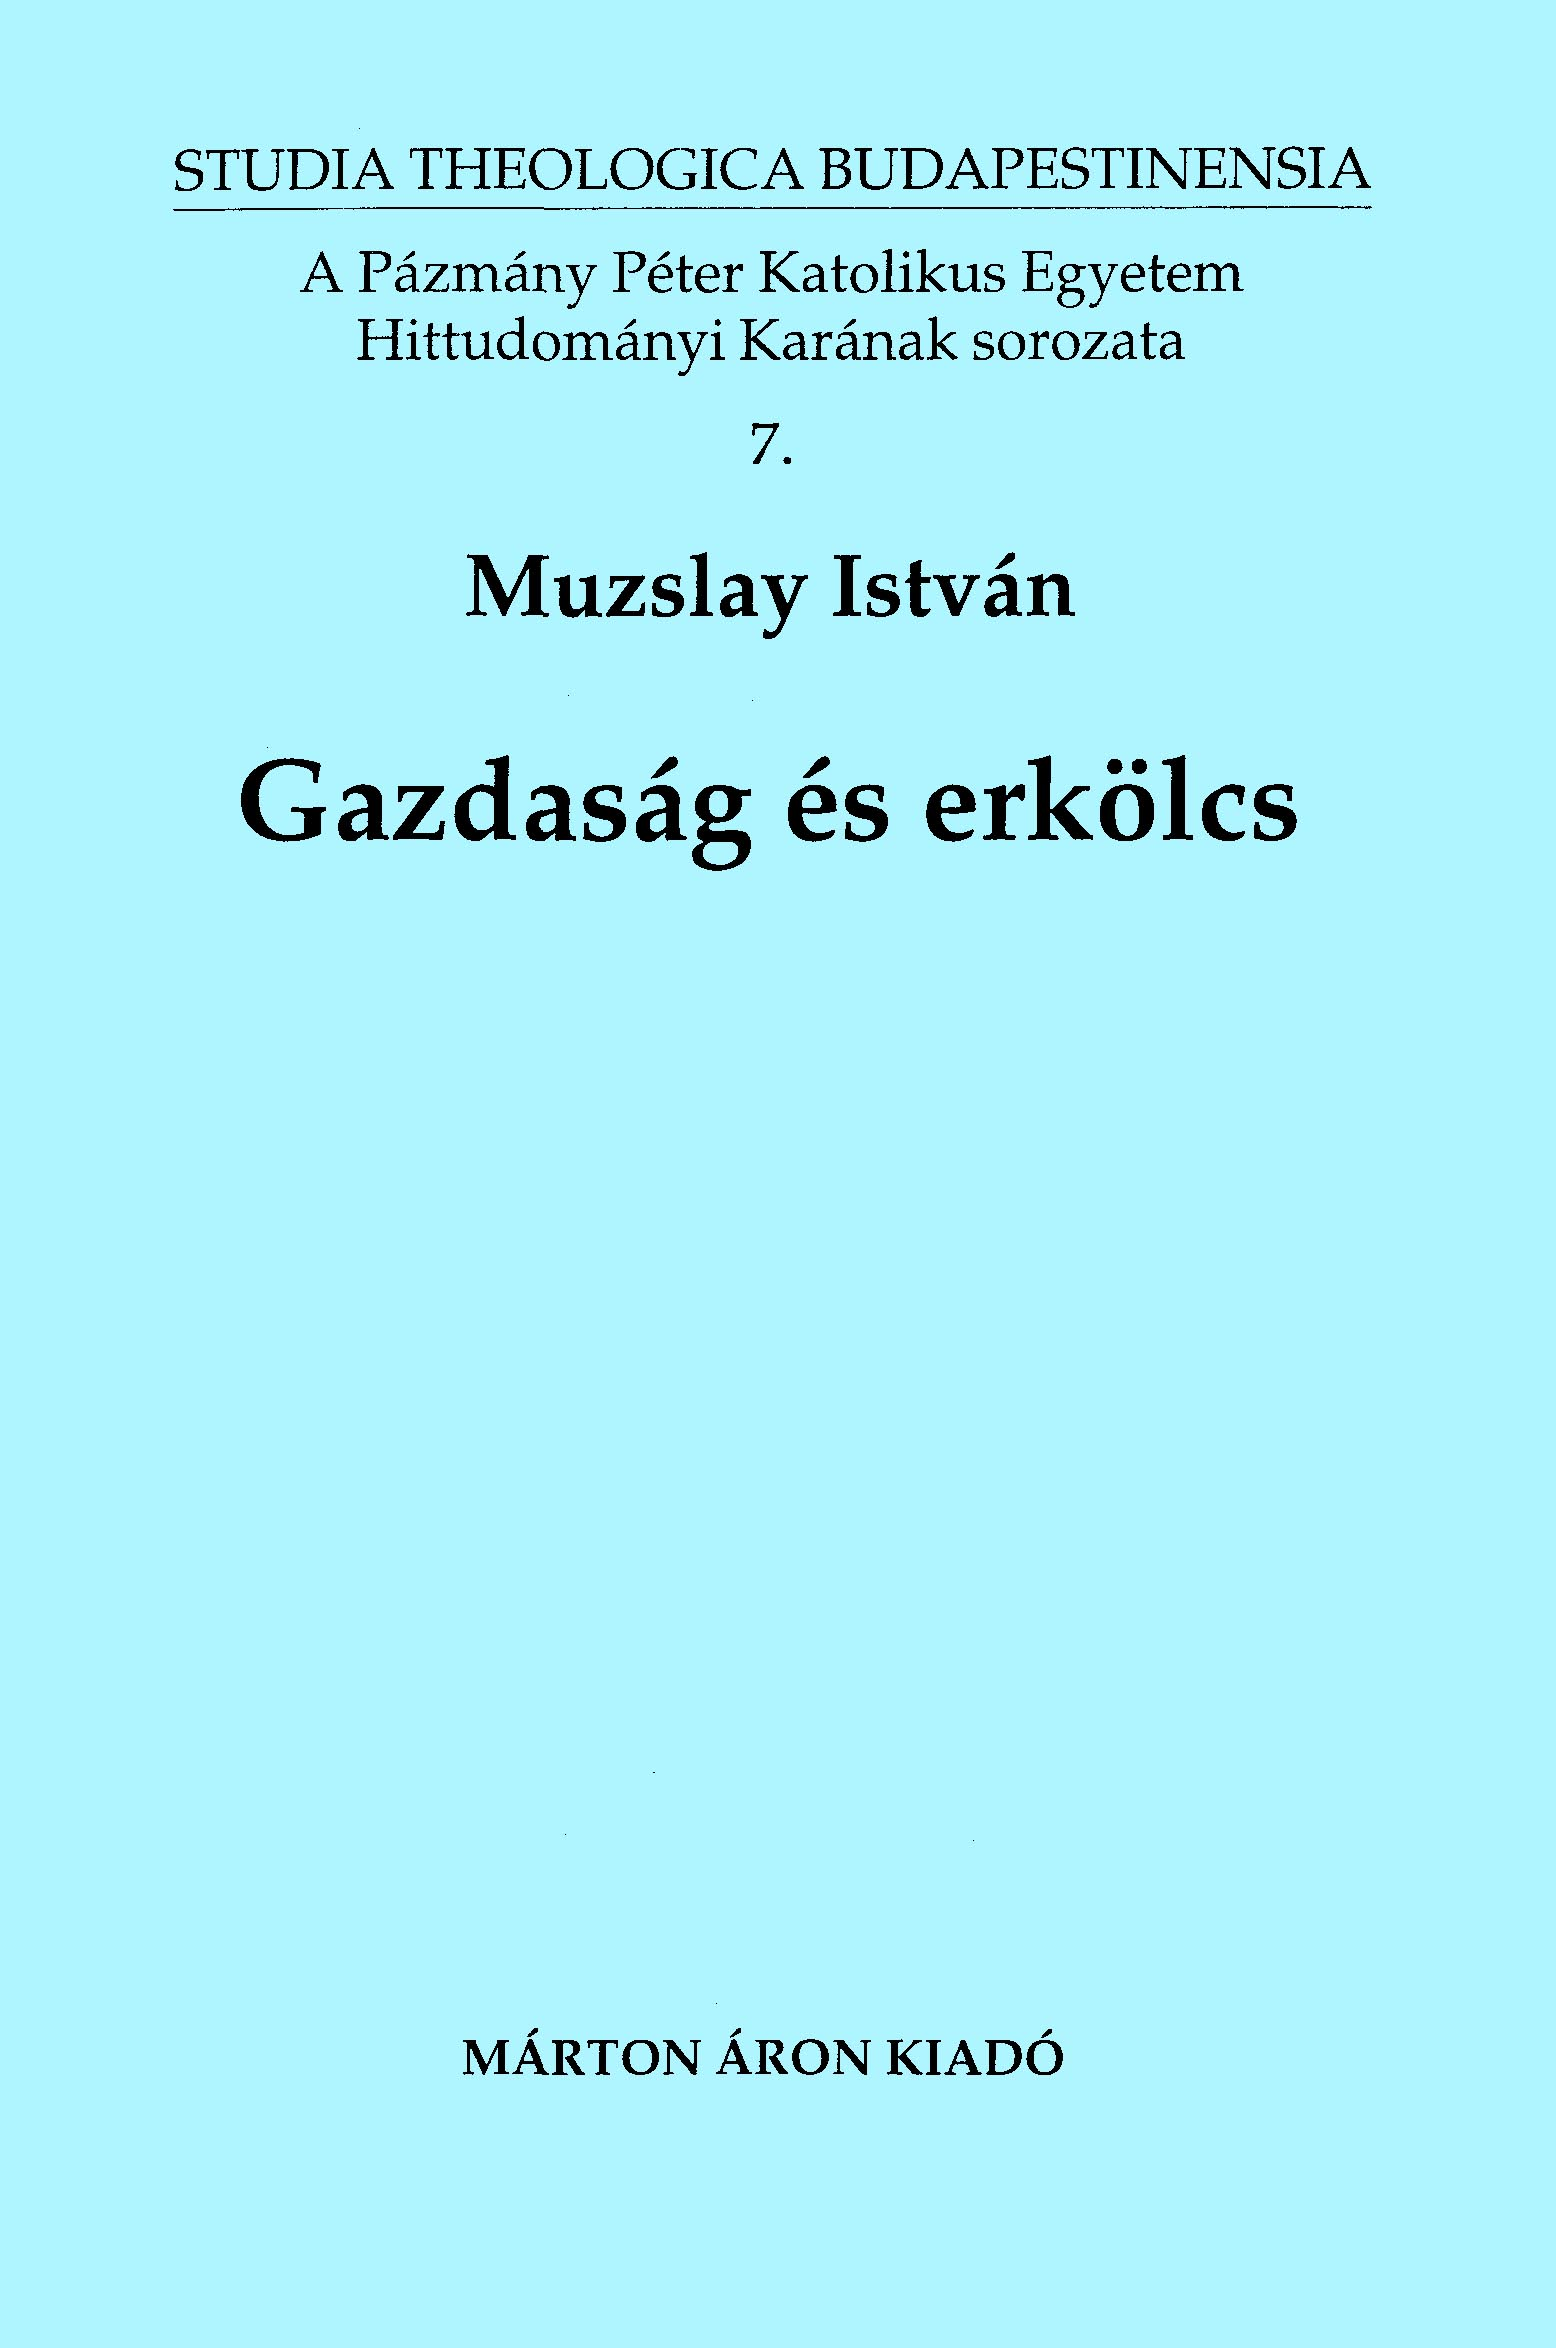 STUDIA THEOLOGICA BUDAPESTINENSIA
A Pázmány Péter Katolikus Egyetem
Hittudományi Karának sorozata
7.
Muzslay István
Gazdaság és erkölcs
MÁRTON ÁRON KIADÓ